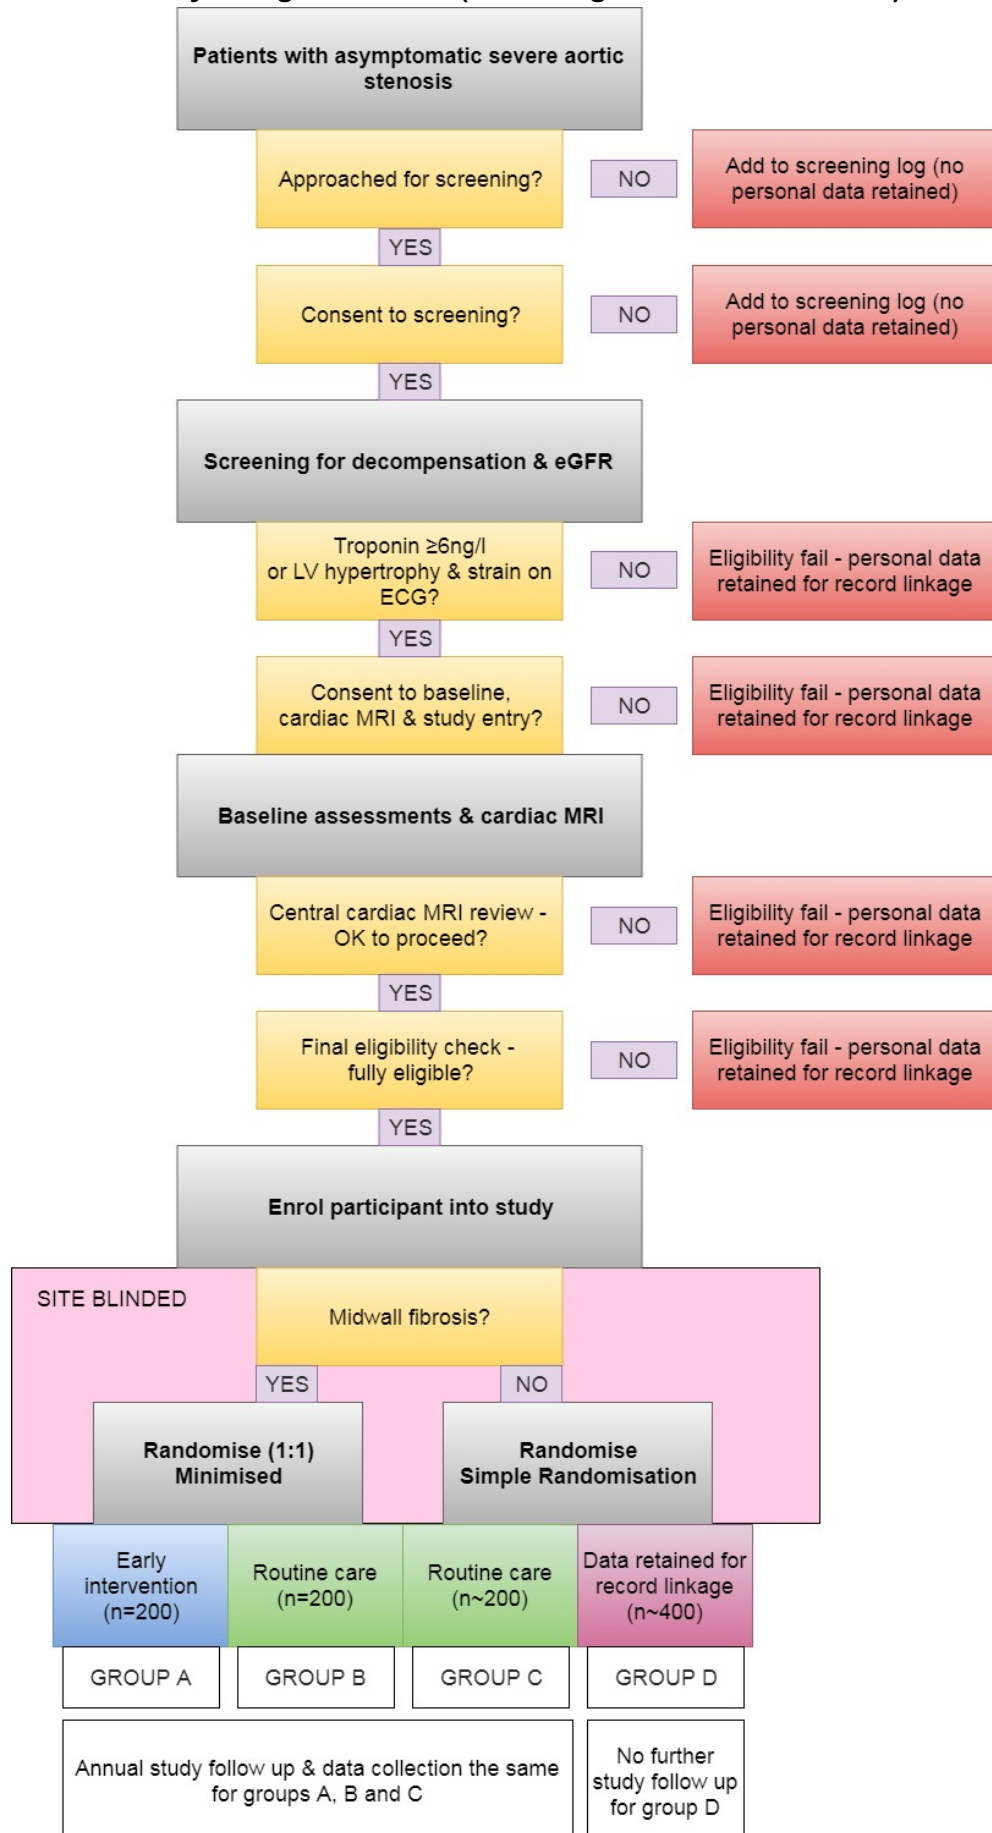 Patients with asymptomatic severe aortic
stenosis
Approached for screening?
NO
Add to screening log (no
personal data retained)
YES
Consent to screening?
NO
Add to screening log (no
personal data retained)
YES
Screening for decompensation & eGFR
Troponin ≥6ng/l
or LV hypertrophy & strain on
ECG?
NO
Eligibility fail - personal data
retained for record linkage
YES
Consent to baseline,
cardiac MRI & study entry?
NO
Eligibility fail - personal data
retained for record linkage
Baseline assessments & cardiac MRI
Central cardiac MRI review -
OK to proceed?
NO
Eligibility fail - personal data
retained for record linkage
YES
Final eligibility check -
fully eligible?
NO
Eligibility fail - personal data
retained for record linkage
YES
Enrol participant into study
SITE BLINDED
Midwall fibrosis?
YES
NO
Randomise (1:1)
Minimised
Randomise
Simple Randomisation
Early
intervention
(n=200)
Routine care
(n=200)
Routine care
(n~200)
Data retained for
record linkage
(n~400)
GROUP A
GROUP B
GROUP C
GROUP D
Annual study follow up & data collection the same
for groups A, B and C
No further
study follow up
for group D